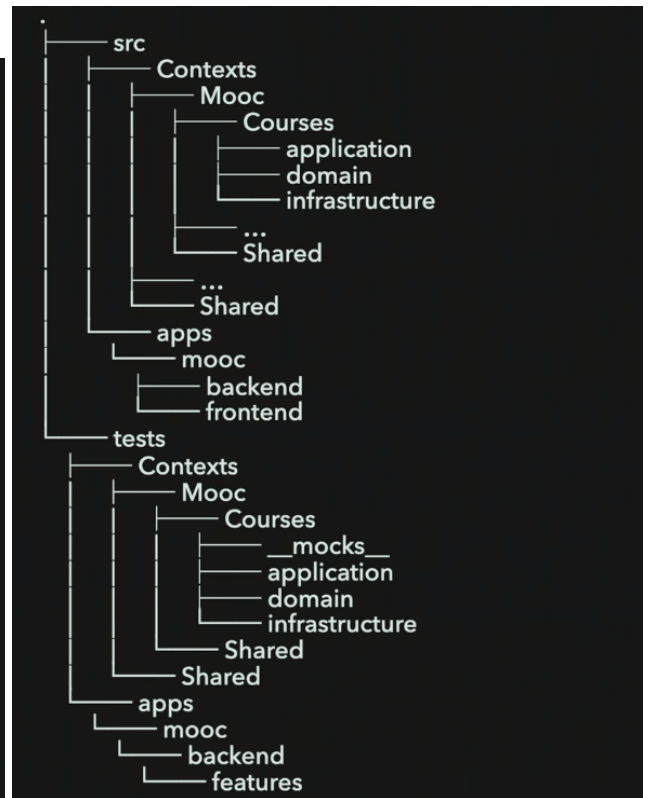 .
src
Contexts
Mooc
Courses
application
domain
infrastructure
...
Shared
...
Shared
apps
mooc
backend
frontend
tests
Contexts
Mooc
Courses
__mocks__
application
domain
infrastructure
Shared
Shared
apps
mooc
backend
features